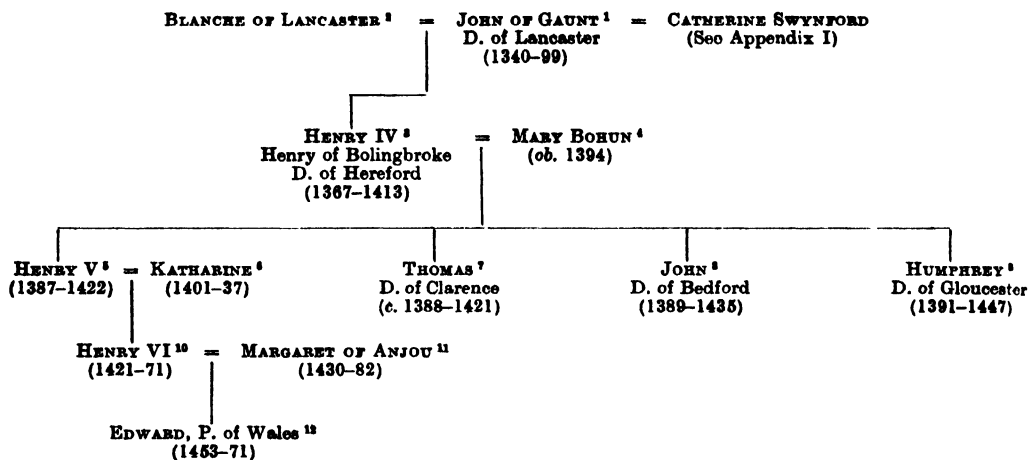 BLANCHE OF LANCASTER ² = JOHN OF GAUNT ¹ = CATHERINE SWYNFORD
D. of Lancaster (See Appendix I)
(1340–99)
HENRY IV ³ = MARY BOHUN ⁴
Henry of Bolingbroke (ob. 1394)
D. of Hereford
(1367–1413)
HENRY V ⁵ = KATHARINE ⁶ THOMAS ⁷ JOHN ⁸ HUMPHREY ⁹
(1387–1422) (1401–37) D. of Clarence D. of Bedford D. of Gloucester
(c. 1388–1421) (1389–1435) (1391–1447)
HENRY VI ¹⁰ = MARGARET OF ANJOU ¹¹
(1421–71) (1430–82)
EDWARD, P. of Wales ¹²
(1453–71)